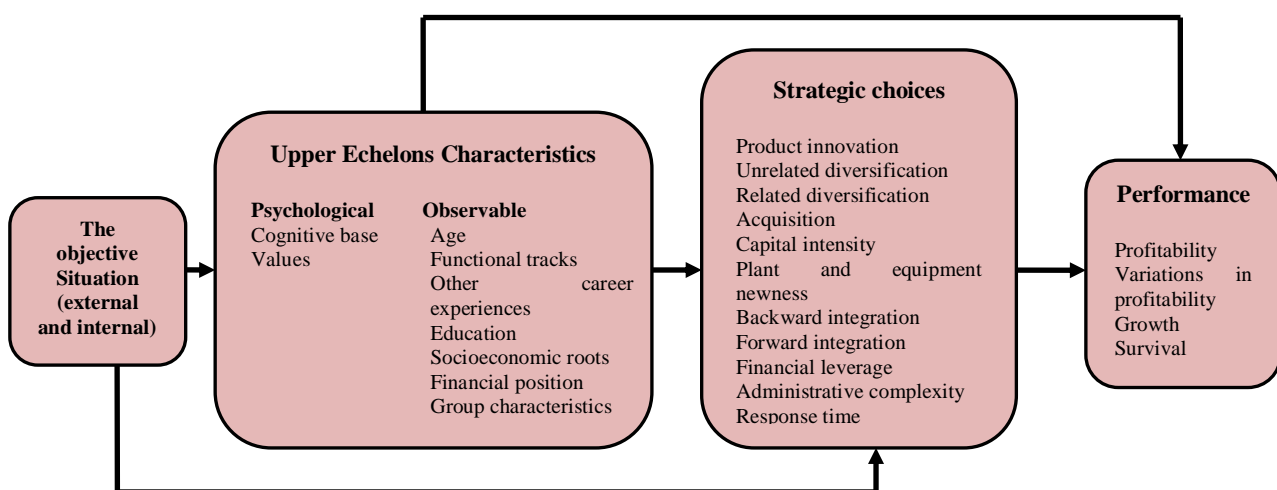 The
objective
Situation
(external
and internal)
Upper Echelons Characteristics
Psychological
Cognitive base
Values
Observable
Age
Functional tracks
Other career
experiences
Education
Socioeconomic roots
Financial position
Group characteristics
Strategic choices
Product innovation
Unrelated diversification
Related diversification
Acquisition
Capital intensity
Plant and equipment
newness
Backward integration
Forward integration
Financial leverage
Administrative complexity
Response time
Performance
Profitability
Variations in
profitability
Growth
Survival